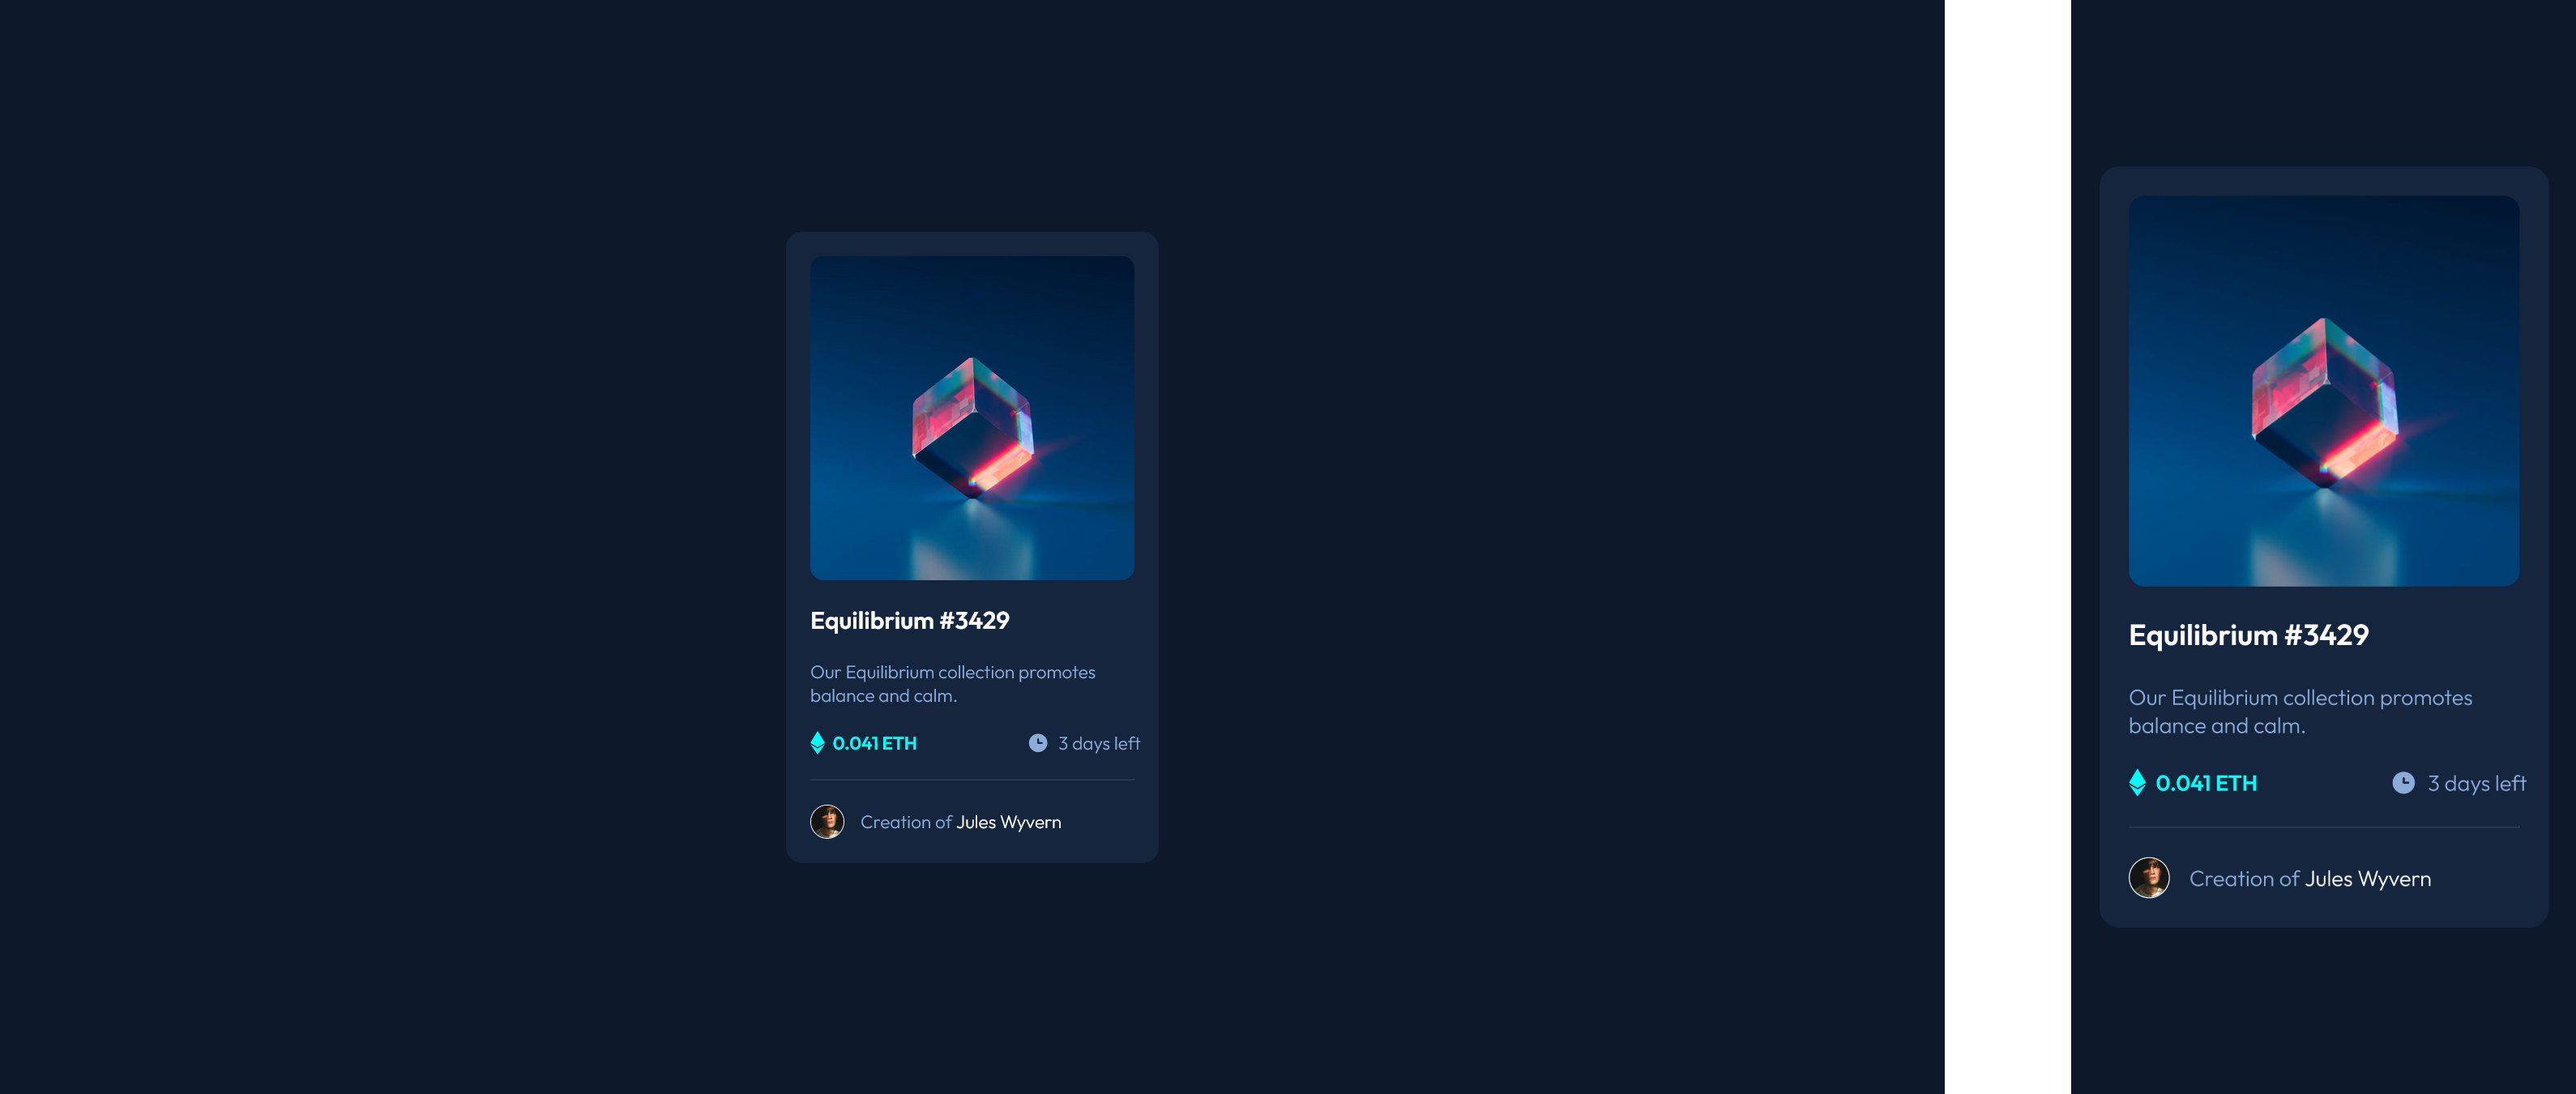 Equilibrium #3429
Our Equilibrium collection promotes
balance and calm.
0.041 ETH
3 days left
Creation of Jules Wyvern
Equilibrium #3429
Our Equilibrium collection promotes
balance and calm.
0.041 ETH
3 days left
Creation of Jules Wyvern